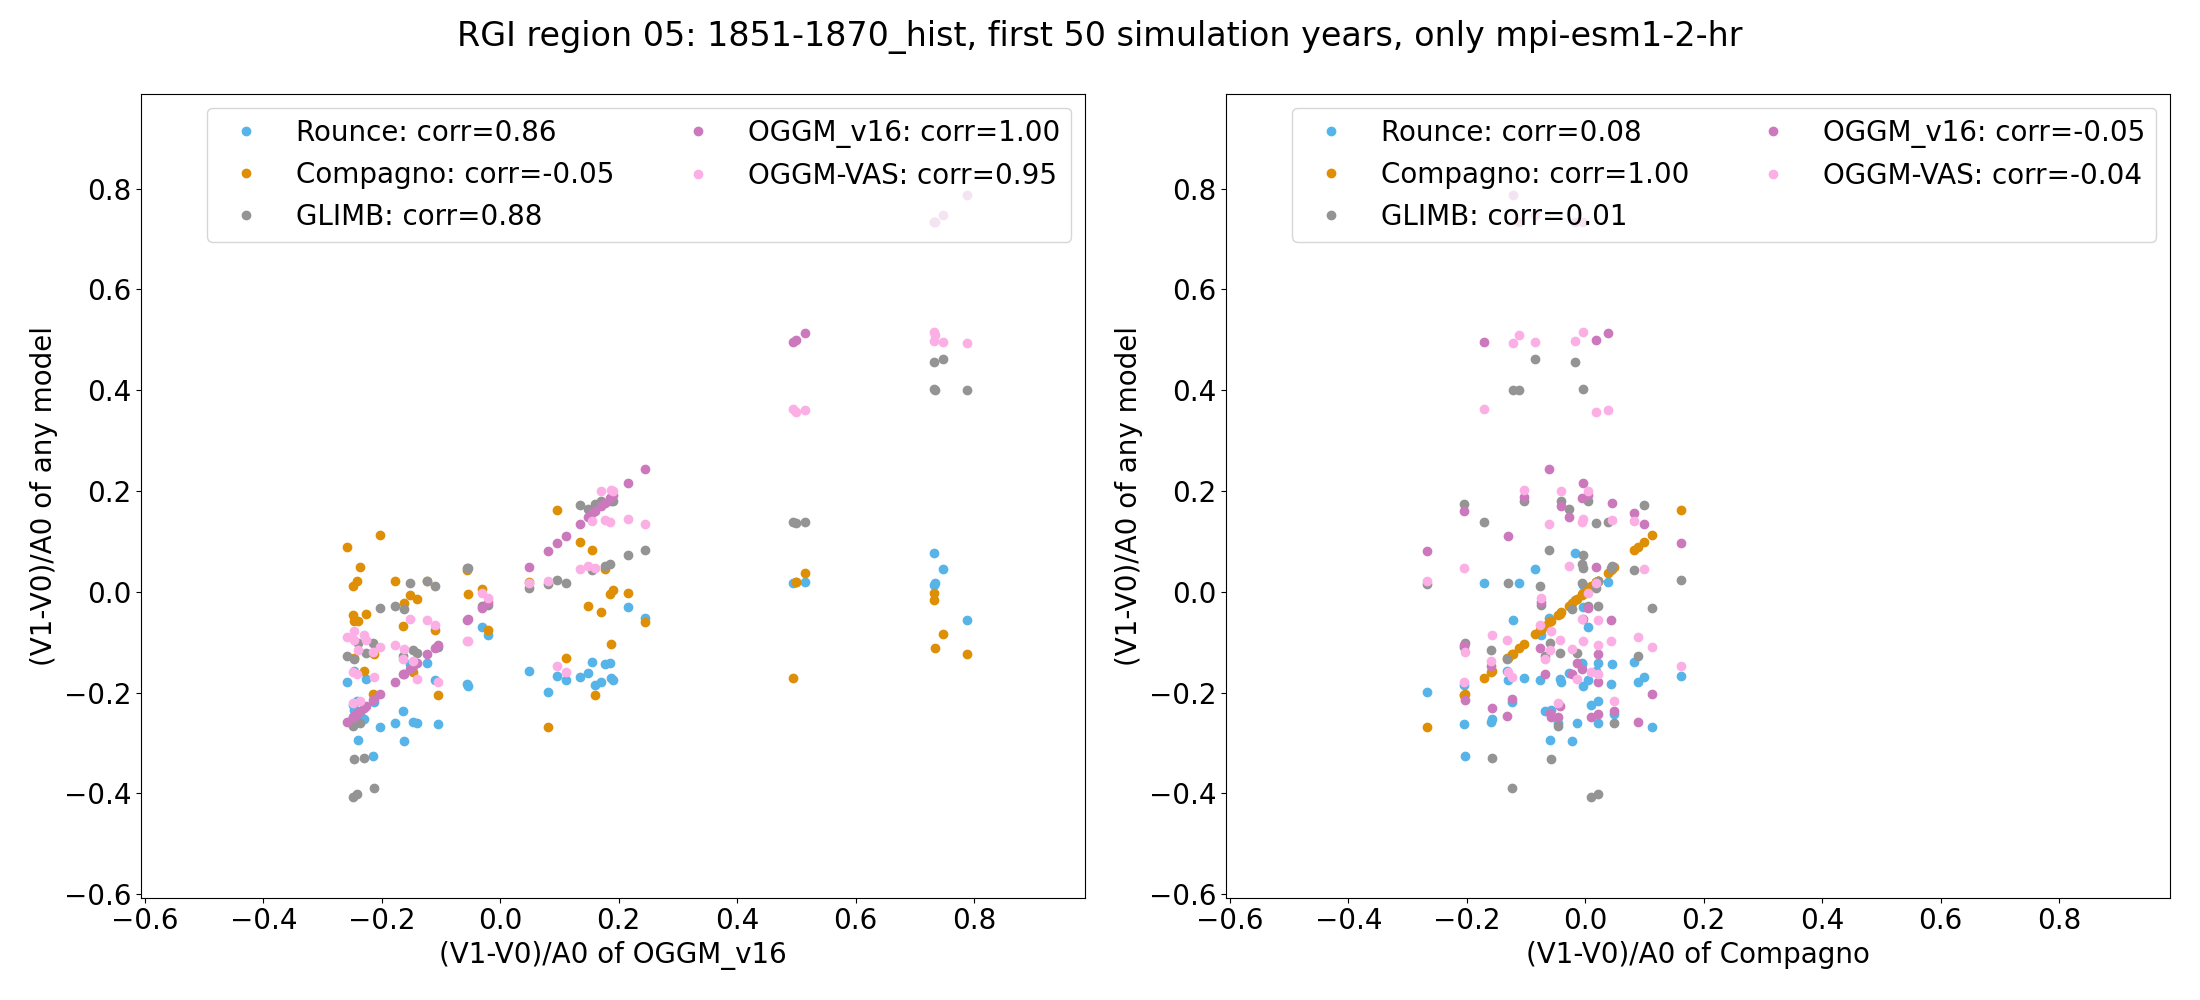 RGI region 05: 1851-1870_hist, first 50 simulation years, only mpi-esm1-2-hr
Rounce: corr=0.86
Compagno: corr=-0.05
GLIMB: corr=0.88
OGGM_v16: corr=1.00
OGGM-VAS: corr=0.95
0.8
0.6
0.4
0.2
0.0
−0.2
−0.4
−0.6
(V1-V0)/A0 of any model
−0.6 −0.4 −0.2 0.0 0.2 0.4 0.6 0.8
(V1-V0)/A0 of OGGM_v16
Rounce: corr=0.08
Compagno: corr=1.00
GLIMB: corr=0.01
OGGM_v16: corr=-0.05
OGGM-VAS: corr=-0.04
0.8
0.6
0.4
0.2
0.0
−0.2
−0.4
−0.6
(V1-V0)/A0 of any model
−0.6 −0.4 −0.2 0.0 0.2 0.4 0.6 0.8
(V1-V0)/A0 of Compagno